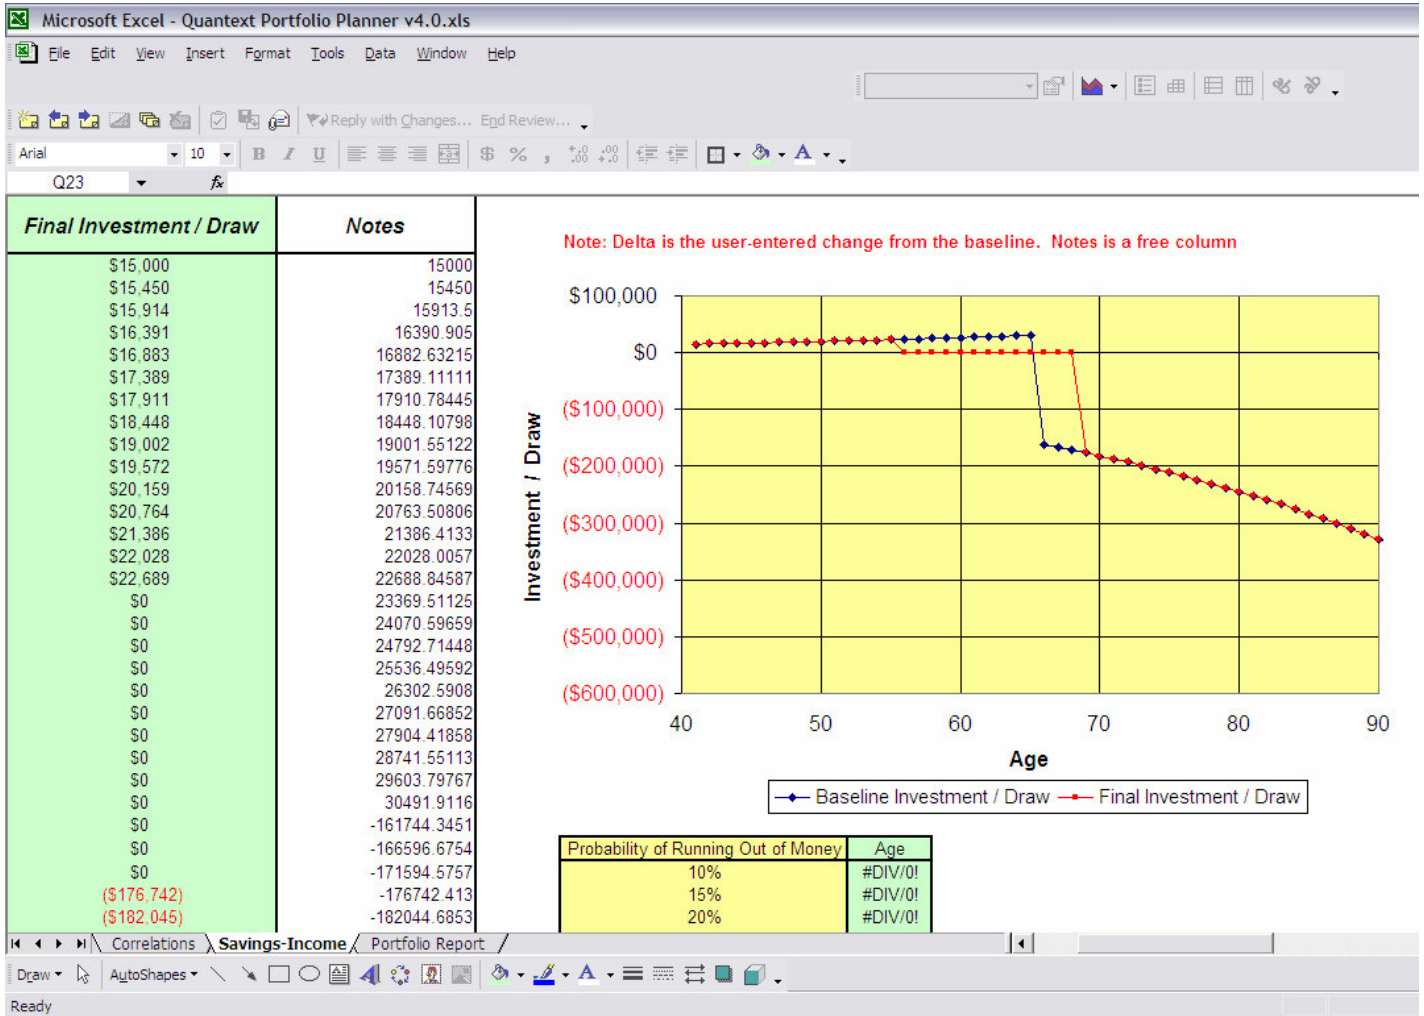 Microsoft Excel - Quantext Portfolio Planner v4.0.xls
File Edit View Insert Format Tools Data Window Help
Reply with Changes... End Review...
Arial 10 B I U $ % ,
Q23 fx
Final Investment / Draw Notes
Note: Delta is the user-entered change from the baseline. Notes is a free column
$15,000 15000
$15,450 15450
$15,914 15913.5
$16,391 16390.905
$16,883 16882.63215
$17,389 17389.11111
$17,911 17910.78445
$18,448 18448.10798
$19,002 19001.55122
$19,572 19571.59776
$20,159 20158.74569
$20,764 20763.50806
$21,386 21386.4133
$22,028 22028.0057
$22,689 22688.84587
$0 23369.51125
$0 24070.59659
$0 24792.71448
$0 25536.49592
$0 26302.5908
$0 27091.66852
$0 27904.41858
$0 28741.55113
$0 29603.79767
$0 30491.9116
$0 -161744.3451
$0 -166596.6754
$0 -171594.5757
($176,742) -176742.413
($182,045) -182044.6853
Investment / Draw
$100,000
$0
($100,000)
($200,000)
($300,000)
($400,000)
($500,000)
($600,000)
40 50 60 70 80 90
Age
Baseline Investment / Draw Final Investment / Draw
Probability of Running Out of Money Age
10% #DIV/0!
15% #DIV/0!
20% #DIV/0!
Correlations Savings-Income Portfolio Report
Draw AutoShapes
Ready